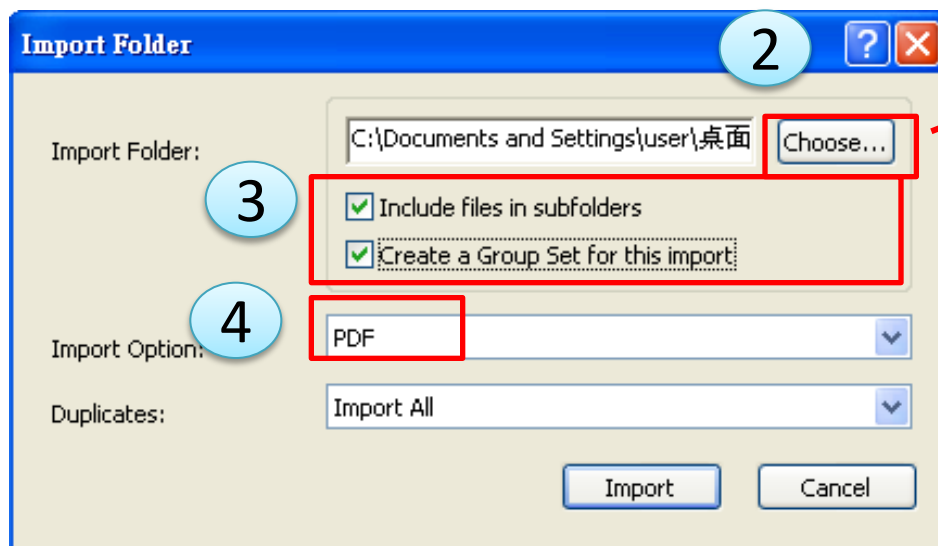 Import Folder
2
Import Folder:
C:\Documents and Settings\user\桌面
Choose...
3
Include files in subfolders
Create a Group Set for this import
4
Import Option:
PDF
Duplicates:
Import All
Import
Cancel